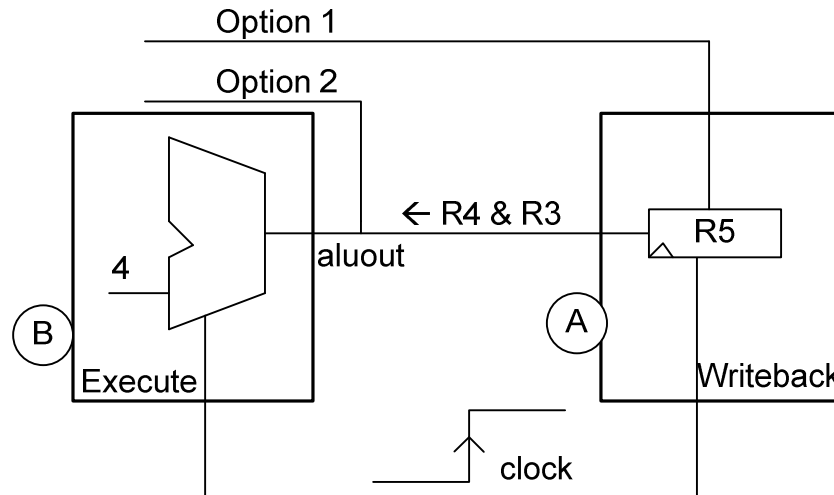 Option 1
Option 2
← R4 & R3
R5
aluout
4
B
A
Execute
Writeback
clock